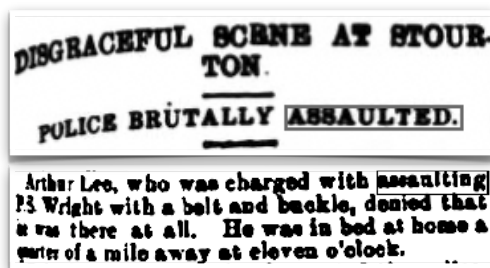 DISGRACEFUL SCENE AT STOUR-
TON.
POLICE BRUTALLY ASSAULTED.
Arthur Lee, who was charged with assaulting
P.S. Wright with a belt and buckle, denied that
it was there at all. He was in bed at home a
quarter of a mile away at eleven o'clock.